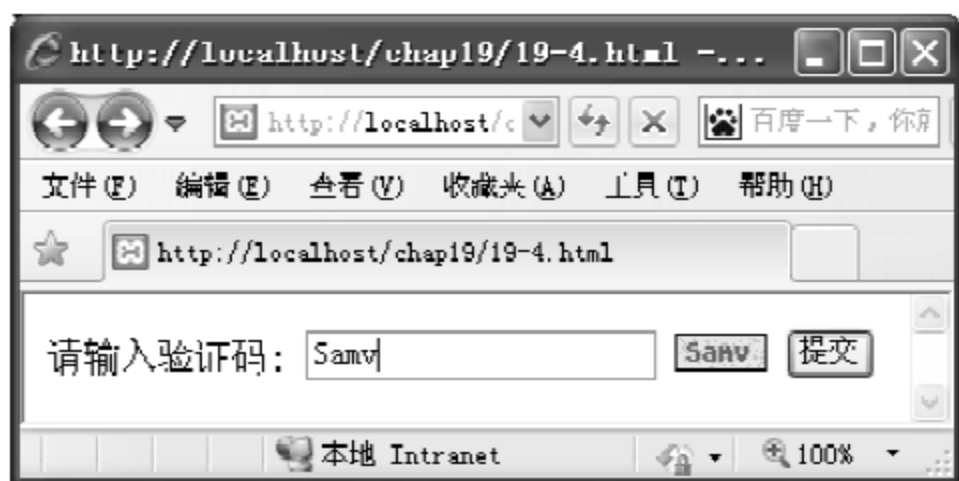 http://localhost/chap19/19-4.html -...
http://localhost/c 百度一下,你
文件(F) 编辑(E) 查看(V) 收藏夹(A) 工具(T) 帮助(H)
http://localhost/chap19/19-4.html
请输入验证码: Samv Samv 提交
本地 Intranet 100%